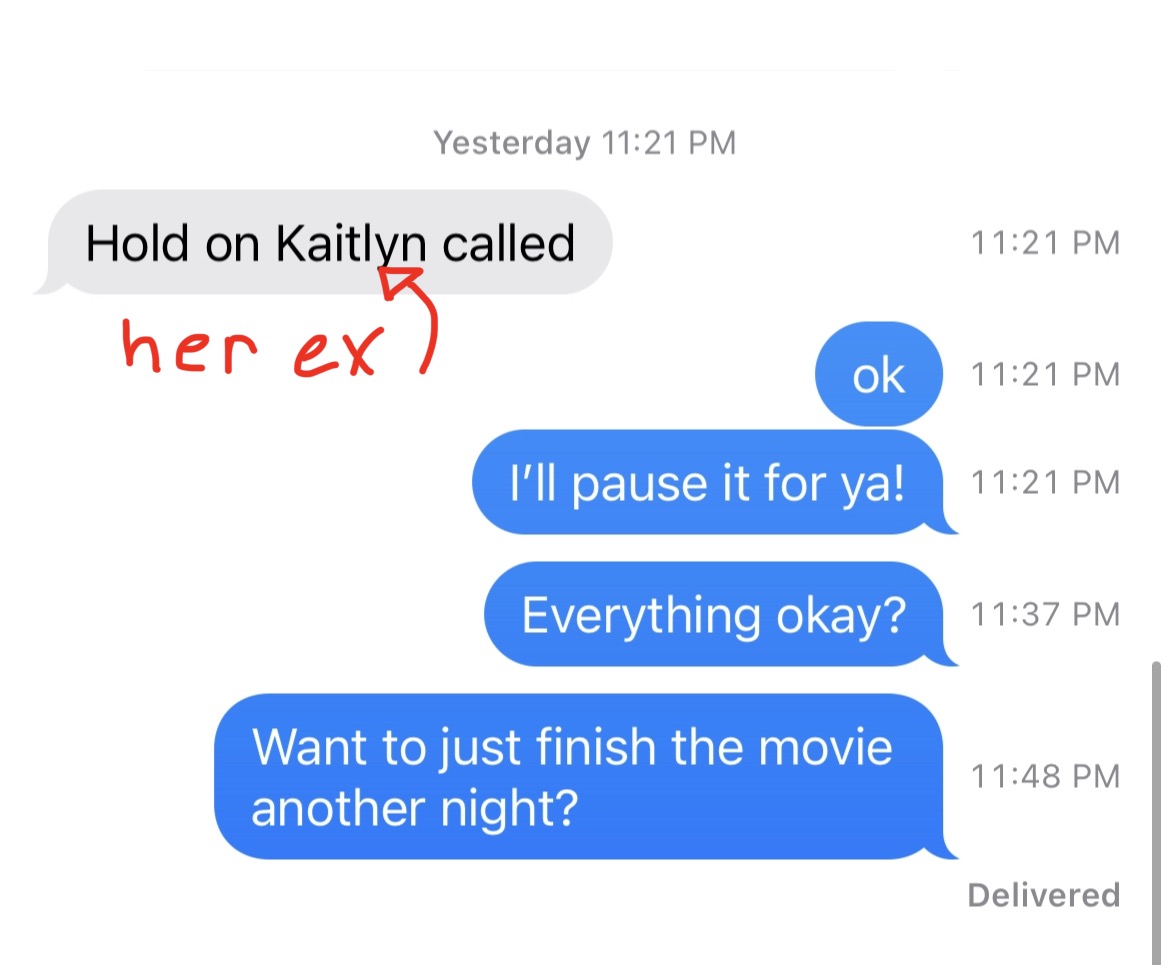 Yesterday 11:21 PM
Hold on Kaitlyn called
11:21 PM
her ex
ok
11:21 PM
I'll pause it for ya!
11:21 PM
Everything okay?
11:37 PM
Want to just finish the movie
another night?
11:48 PM
Delivered